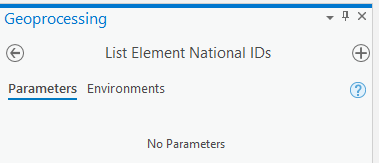 Geoprocessing
List Element National IDs
Parameters Environments
No Parameters